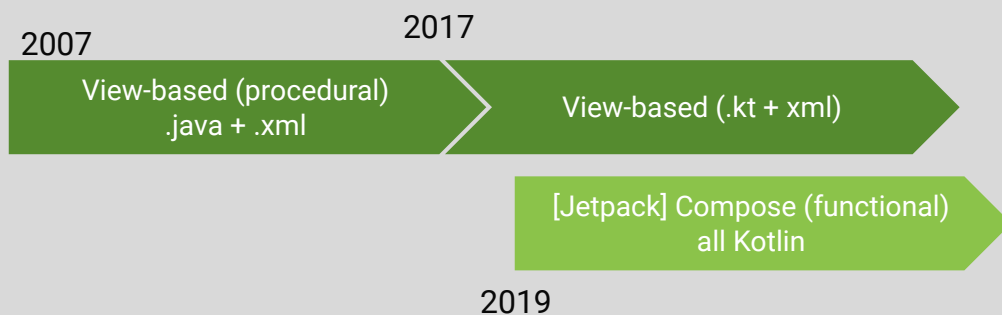 2007
2017
View-based (procedural)
.java + .xml
View-based (.kt + xml)
[Jetpack] Compose (functional)
all Kotlin
2019